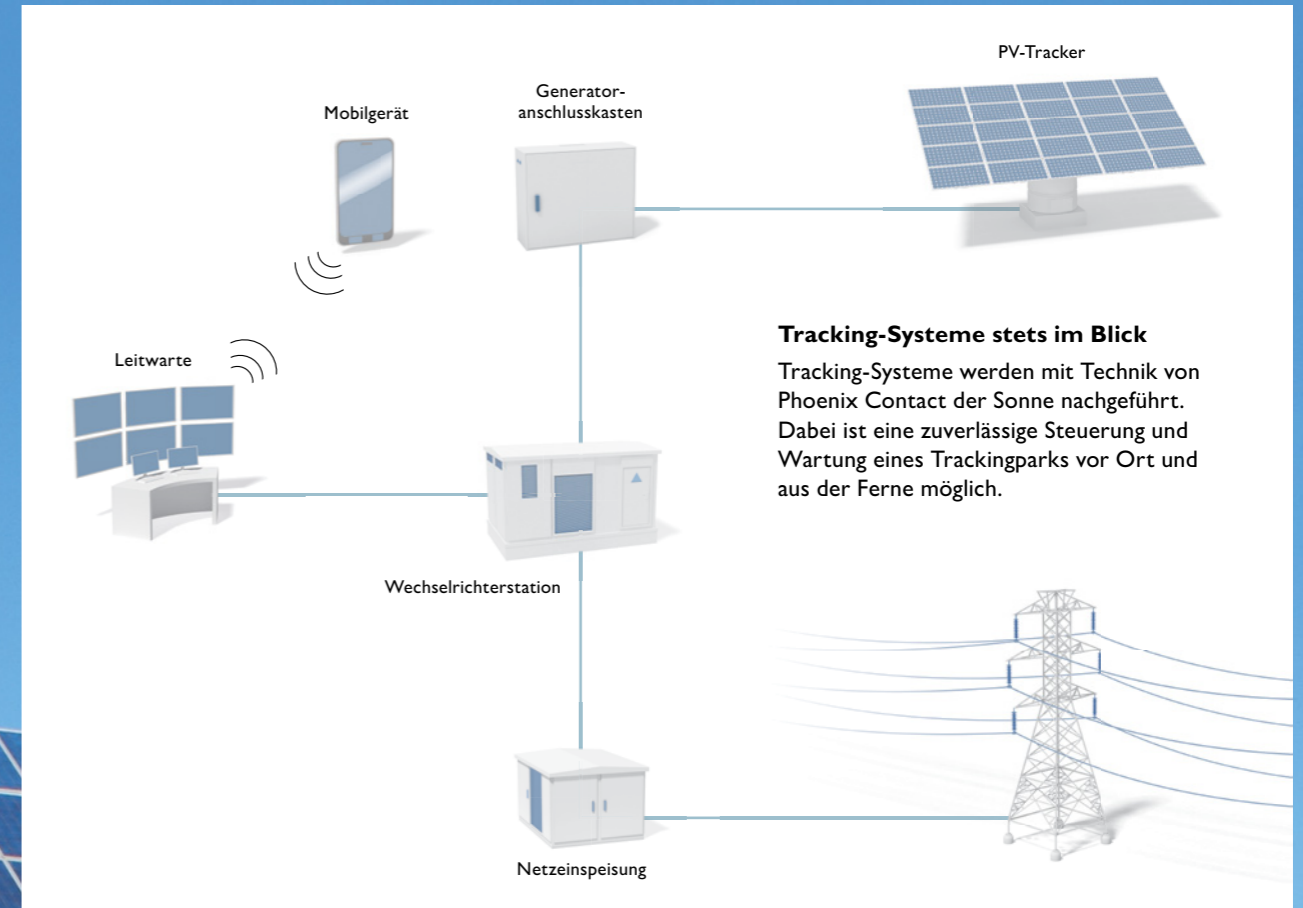 PV-Tracker
Generator-
anschlusskasten
Mobilgerät
Tracking-Systeme stets im Blick
Tracking-Systeme werden mit Technik von
Phoenix Contact der Sonne nachgeführt.
Dabei ist eine zuverlässige Steuerung und
Wartung eines Trackingparks vor Ort und
aus der Ferne möglich.
Leitwarte
Wechselrichterstation
Netzeinspeisung